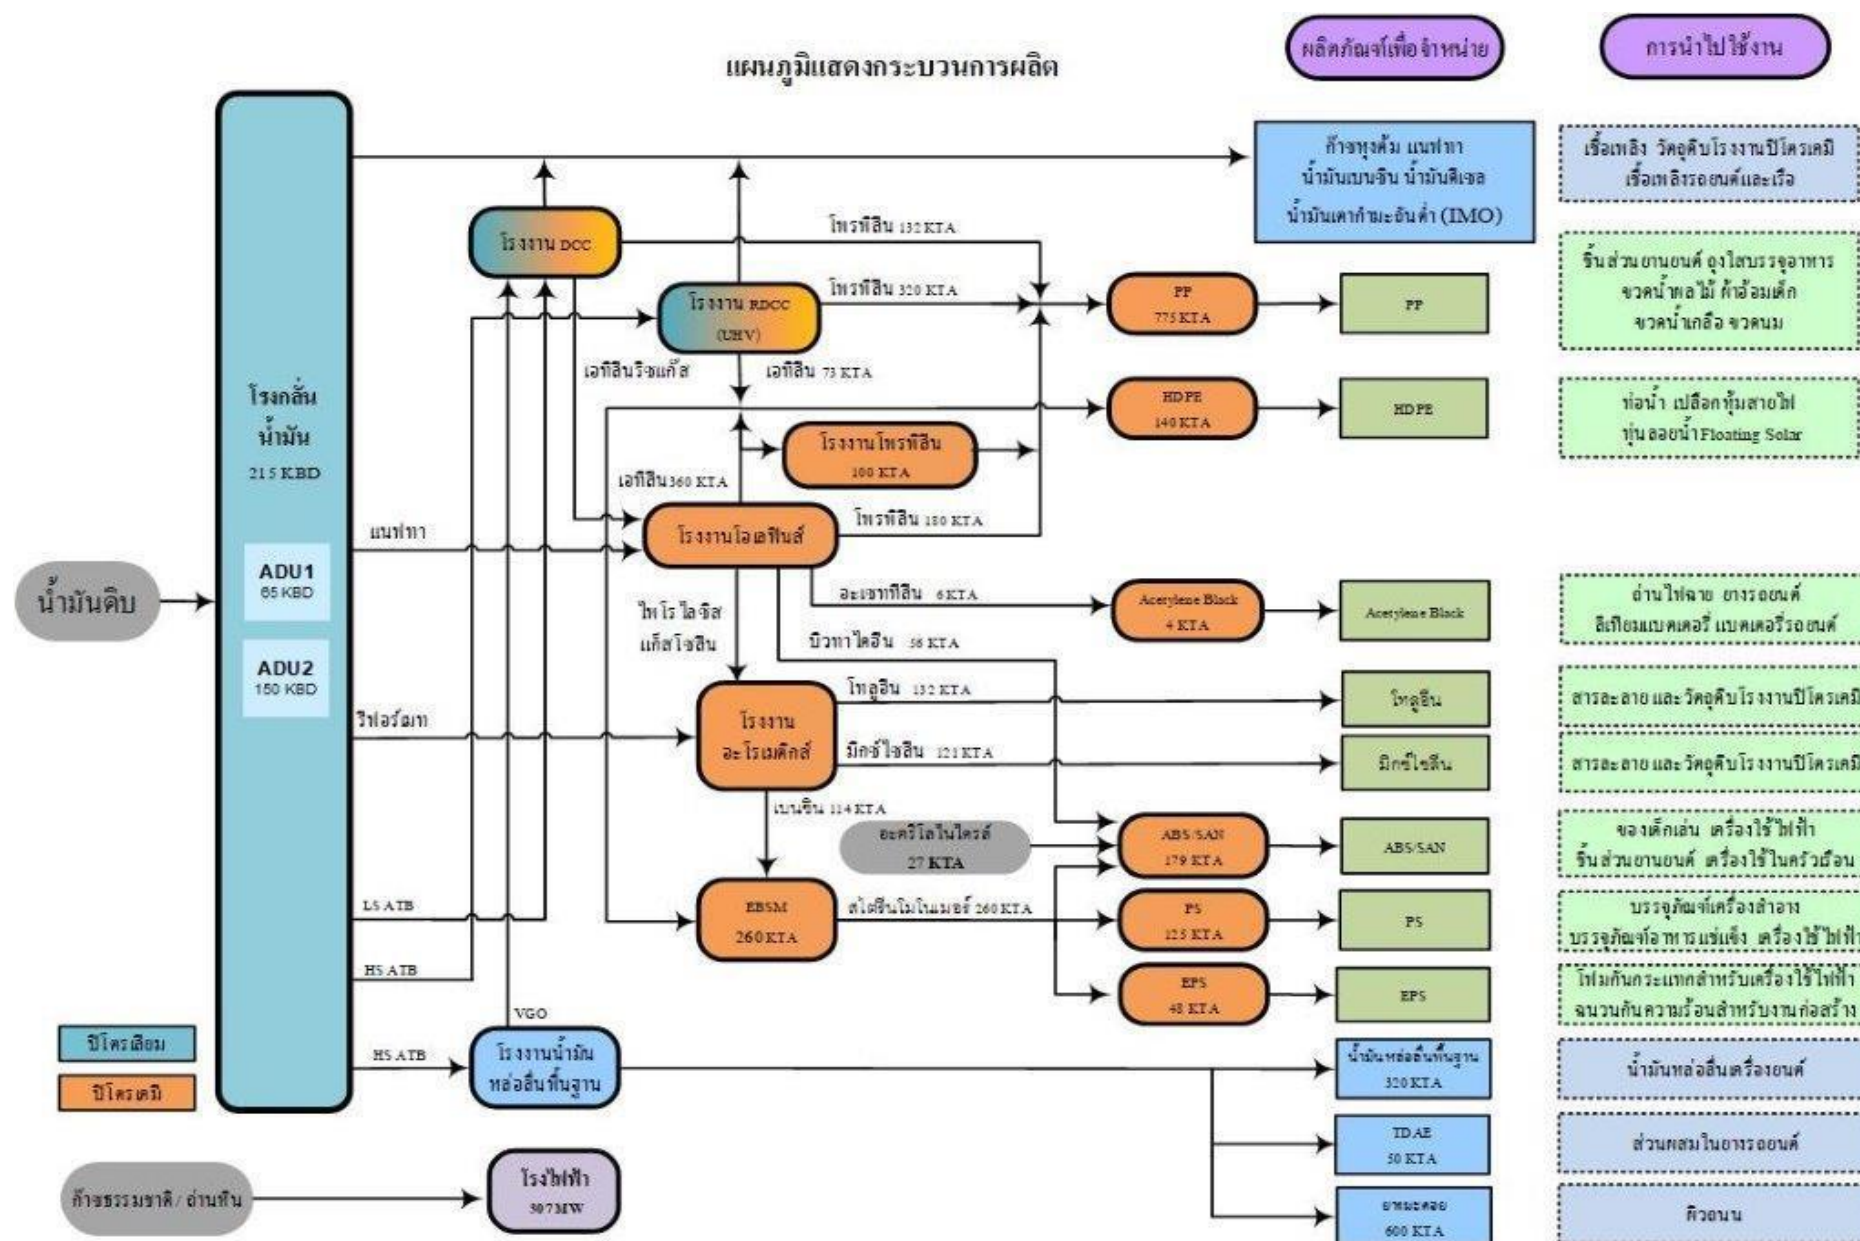 แผนภูมิแสดงกระบวนการผลิต
ผลิตภัณฑ์เพื่อจำหน่าย
การนำไปใช้งาน
น้ำมันดิบ
โรงกลั่น
น้ำมัน
215 KBD
ADU1
65 KBD
ADU2
150 KBD
ปิโตรเลียม
ปิโตรเคมี
ก๊าซธรรมชาติ / ถ่านหิน
โรงไฟฟ้า
307 MW
แนฟทา
รีฟอร์เมท
LS ATB
HS ATB
HS ATB
VGO
โรงงานน้ำมัน
หล่อลื่นพื้นฐาน
โรงงาน DCC
โพรพิลีน 132 KTA
โรงงาน RDCC
(UHV)
โพรพิลีน 320 KTA
เอทิลีนริชแก๊ส
เอทิลีน 73 KTA
โรงงานโพรพิลีน
100 KTA
เอทิลีน 360 KTA
โรงงานโอเลฟินส์
โพรพิลีน 180 KTA
อะเซทิลีน 6 KTA
ไพโรไลซิส
แก๊สโซลีน
บิวทาไดอีน 56 KTA
โรงงาน
อะโรเมติกส์
โทลูอีน 132 KTA
มิกซ์ไซลีน 121 KTA
เบนซีน 114 KTA
อะคริโลไนไตรล์
27 KTA
EBSM
260 KTA
สไตรีนโมโนเมอร์ 260 KTA
PP
775 KTA
HDPE
140 KTA
Acetylene Black
4 KTA
ABS/SAN
179 KTA
PS
125 KTA
EPS
48 KTA
ก๊าซหุงต้ม แนฟทา
น้ำมันเบนซิน น้ำมันดีเซล
น้ำมันเตากำมะถันต่ำ (IMO)
PP
HDPE
Acetylene Black
โทลูอีน
มิกซ์ไซลีน
ABS/SAN
PS
EPS
น้ำมันหล่อลื่นพื้นฐาน
320 KTA
TDAE
50 KTA
ยางมะตอย
600 KTA
เชื้อเพลิง วัตถุดิบโรงงานปิโตรเคมี
เชื้อเพลิงรถยนต์และเรือ
ชิ้นส่วนยานยนต์ ถุงใสบรรจุอาหาร
ขวดน้ำผลไม้ ผ้าอ้อมเด็ก
ขวดน้ำเกลือ ขวดนม
ท่อน้ำ เปลือกหุ้มสายไฟ
ทุ่นลอยน้ำ Floating Solar
ถ่านไฟฉาย ยางรถยนต์
ลิเทียมแบตเตอรี่ แบตเตอรี่รถยนต์
สารละลาย และวัตถุดิบโรงงานปิโตรเคมี
สารละลาย และวัตถุดิบโรงงานปิโตรเคมี
ของเด็กเล่น เครื่องใช้ไฟฟ้า
ชิ้นส่วนยานยนต์ เครื่องใช้ในครัวเรือน
บรรจุภัณฑ์เครื่องสำอาง
บรรจุภัณฑ์อาหารแช่แข็ง เครื่องใช้ไฟฟ้า
โฟมกันกระแทกสำหรับเครื่องใช้ไฟฟ้า
ฉนวนกันความร้อนสำหรับงานก่อสร้าง
น้ำมันหล่อลื่นเครื่องยนต์
ส่วนผสมในยางรถยนต์
ผิวถนน